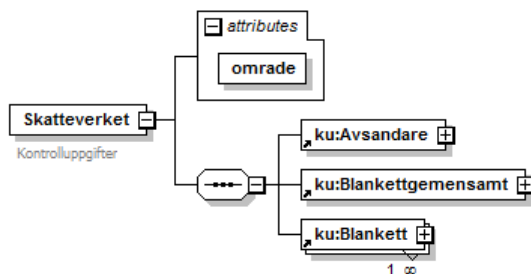 attributes
omrade
Skatteverket
Kontrolluppgifter
ku:Avsandare
ku:Blankettgemensamt
ku:Blankett
1 ∞